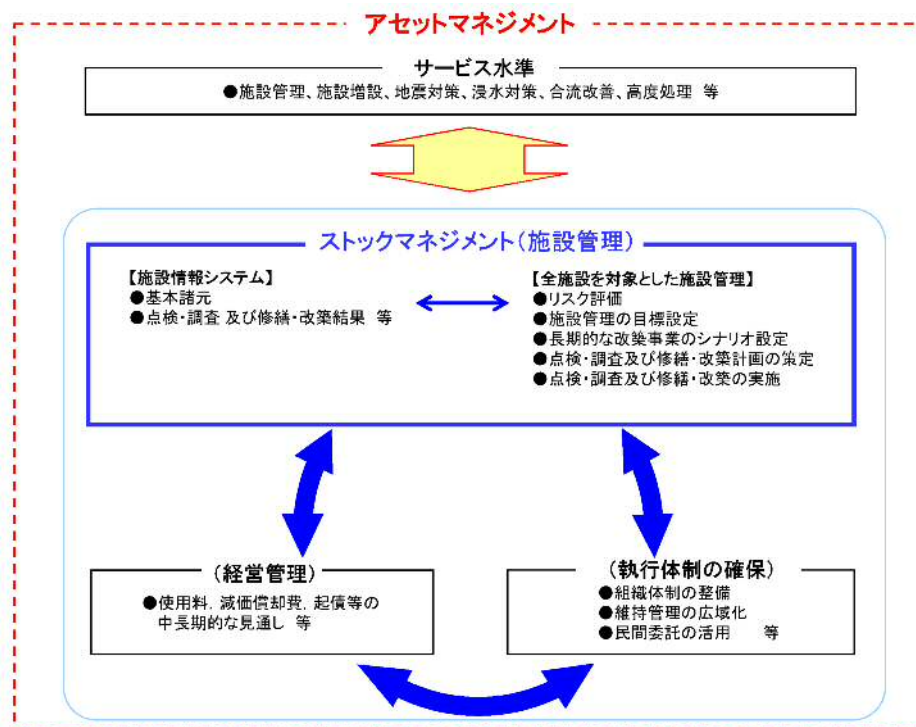 アセットマネジメント
サービス水準
●施設管理、施設増設、地震対策、浸水対策、合流改善、高度処理 等
ストックマネジメント(施設管理)
【施設情報システム】
●基本諸元
●点検・調査 及び修繕・改築結果 等
【全施設を対象とした施設管理】
●リスク評価
●施設管理の目標設定
●長期的な改築事業のシナリオ設定
●点検・調査及び修繕・改築計画の策定
●点検・調査及び修繕・改築の実施
(経営管理)
●使用料, 減価償却費, 起債等の
中長期的な見通し 等
(執行体制の確保)
●組織体制の整備
●維持管理の広域化
●民間委託の活用 等